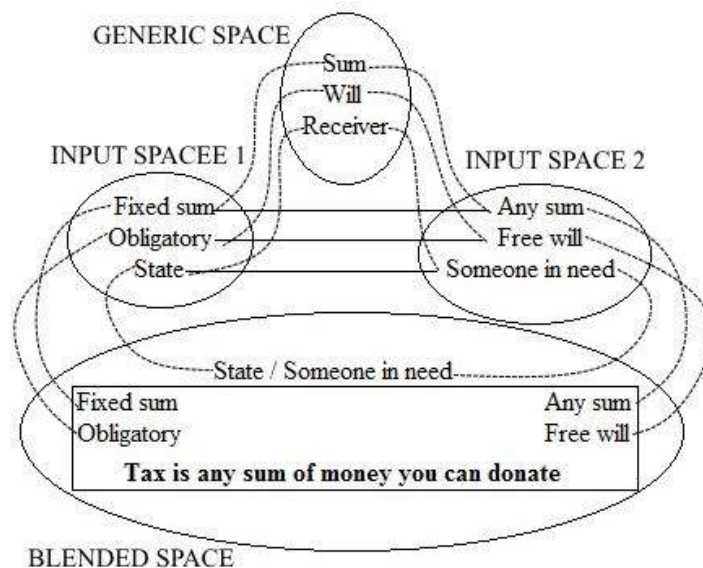 GENERIC SPACE
Sum
Will
Receiver
INPUT SPACEE 1
INPUT SPACE 2
Fixed sum
Any sum
Obligatory
Free will
State
Someone in need
State / Someone in need
Fixed sum
Any sum
Obligatory
Free will
Tax is any sum of money you can donate
BLENDED SPACE